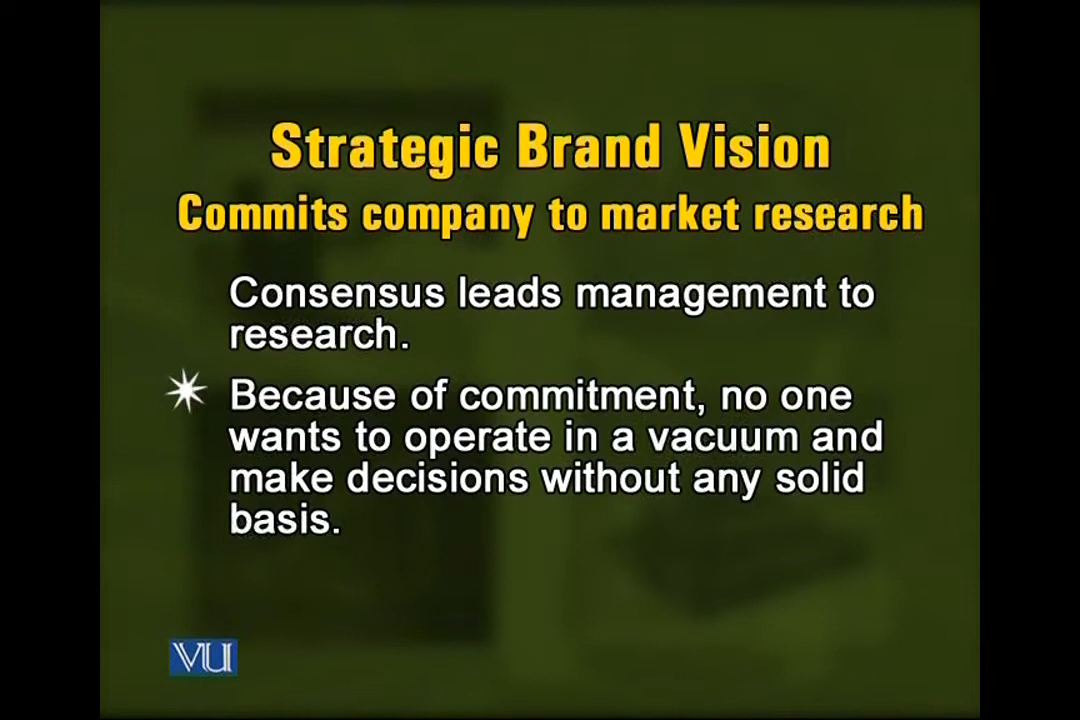 Strategic Brand Vision
Commits company to market research
Consensus leads management to
research.
Because of commitment, no one
wants to operate in a vacuum and
make decisions without any solid
basis.
VU